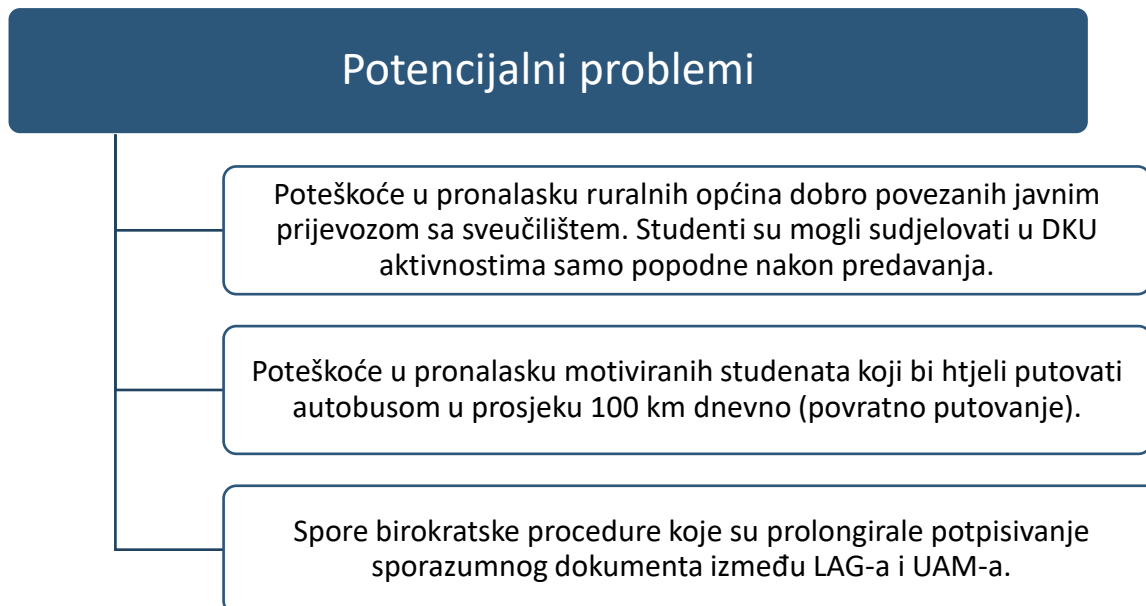 Potencijalni problemi
Poteškoće u pronalasku ruralnih općina dobro povezanih javnim
prijevozom sa sveučilištem. Studenti su mogli sudjelovati u DKU
aktivnostima samo popodne nakon predavanja.
Poteškoće u pronalasku motiviranih studenata koji bi htjeli putovati
autobusom u prosjeku 100 km dnevno (povratno putovanje).
Spore birokratske procedure koje su prolongirale potpisivanje
sporazumnog dokumenta između LAG-a i UAM-a.